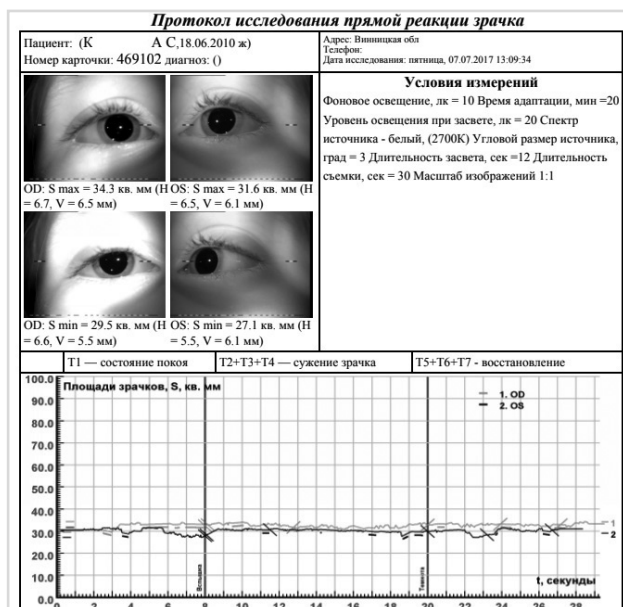 Протокол исследования прямой реакции зрачка
Пациент: (К А С,18.06.2010 ж)
Номер карточки: 469102 диагноз: ()
Адрес: Винницкая обл
Телефон:
Дата исследования: пятница, 07.07.2017 13:09:34
OD: S max = 34.3 кв. мм (H = 6.7, V = 6.5 мм)
OS: S max = 31.6 кв. мм (H = 6.5, V = 6.1 мм)
OD: S min = 29.5 кв. мм (H = 6.6, V = 5.5 мм)
OS: S min = 27.1 кв. мм (H = 5.5, V = 6.1 мм)
Условия измерений
Фоновое освещение, лк = 10 Время адаптации, мин =20
Уровень освещения при засвете, лк = 20 Спектр
источника - белый, (2700K) Угловой размер источника,
град = 3 Длительность засвета, сек =12 Длительность
съемки, сек = 30 Масштаб изображений 1:1
T1 — состояние покоя
T2+T3+T4 — сужение зрачка
T5+T6+T7 - восстановление
Площади зрачков, S, кв. мм
1. OD
2. OS
100.0
90.0
80.0
70.0
60.0
50.0
40.0
30.0
20.0
10.0
0.0
1
2
Вспышка
Темнота
t, секунды
0 2 4 6 8 10 12 14 16 18 20 22 24 26 28